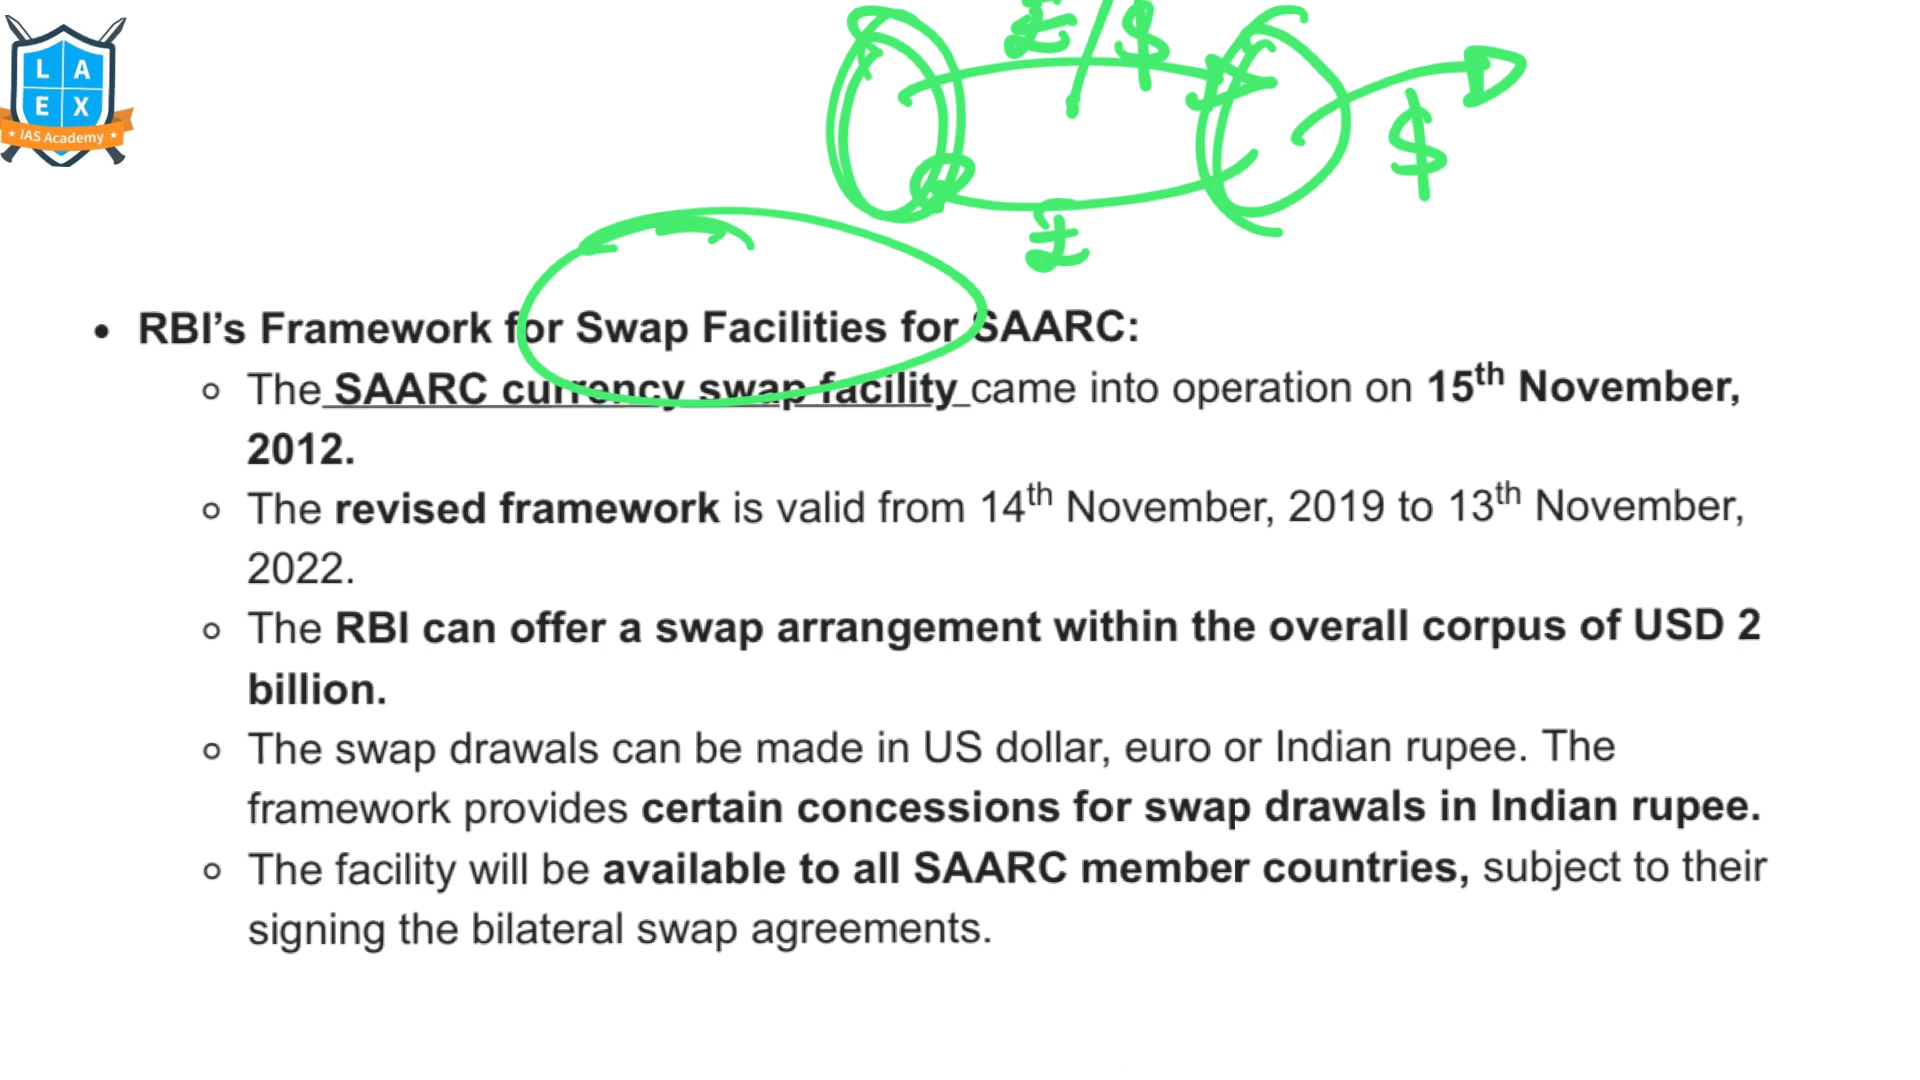 L A
E X
★ IAS Academy ★
£ / $
$
£
• RBI’s Framework for Swap Facilities for SAARC:
○ The SAARC currency swap facility came into operation on 15th November,
2012.
○ The revised framework is valid from 14th November, 2019 to 13th November,
2022.
○ The RBI can offer a swap arrangement within the overall corpus of USD 2
billion.
○ The swap drawals can be made in US dollar, euro or Indian rupee. The
framework provides certain concessions for swap drawals in Indian rupee.
○ The facility will be available to all SAARC member countries, subject to their
signing the bilateral swap agreements.